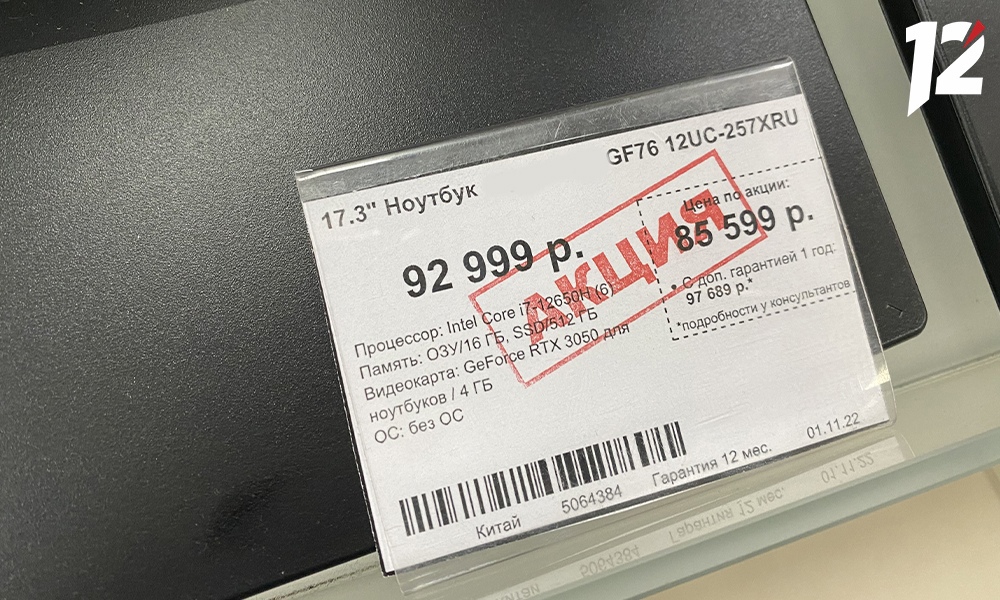 12
GF76 12UC-257XRU
17.3" Ноутбук
92 999 р.
Цена по акции:
85 599 р.
• С доп. гарантией 1 год:
97 689 р.*
*подробности у консультантов
АКЦИЯ
Процессор: Intel Core i7-12650H (6)
Память: ОЗУ/16 ГБ, SSD/512 ГБ
Видеокарта: GeForce RTX 3050 для
ноутбуков / 4 ГБ
ОС: без ОС
Китай 5064384 Гарантия 12 мес. 01.11.22